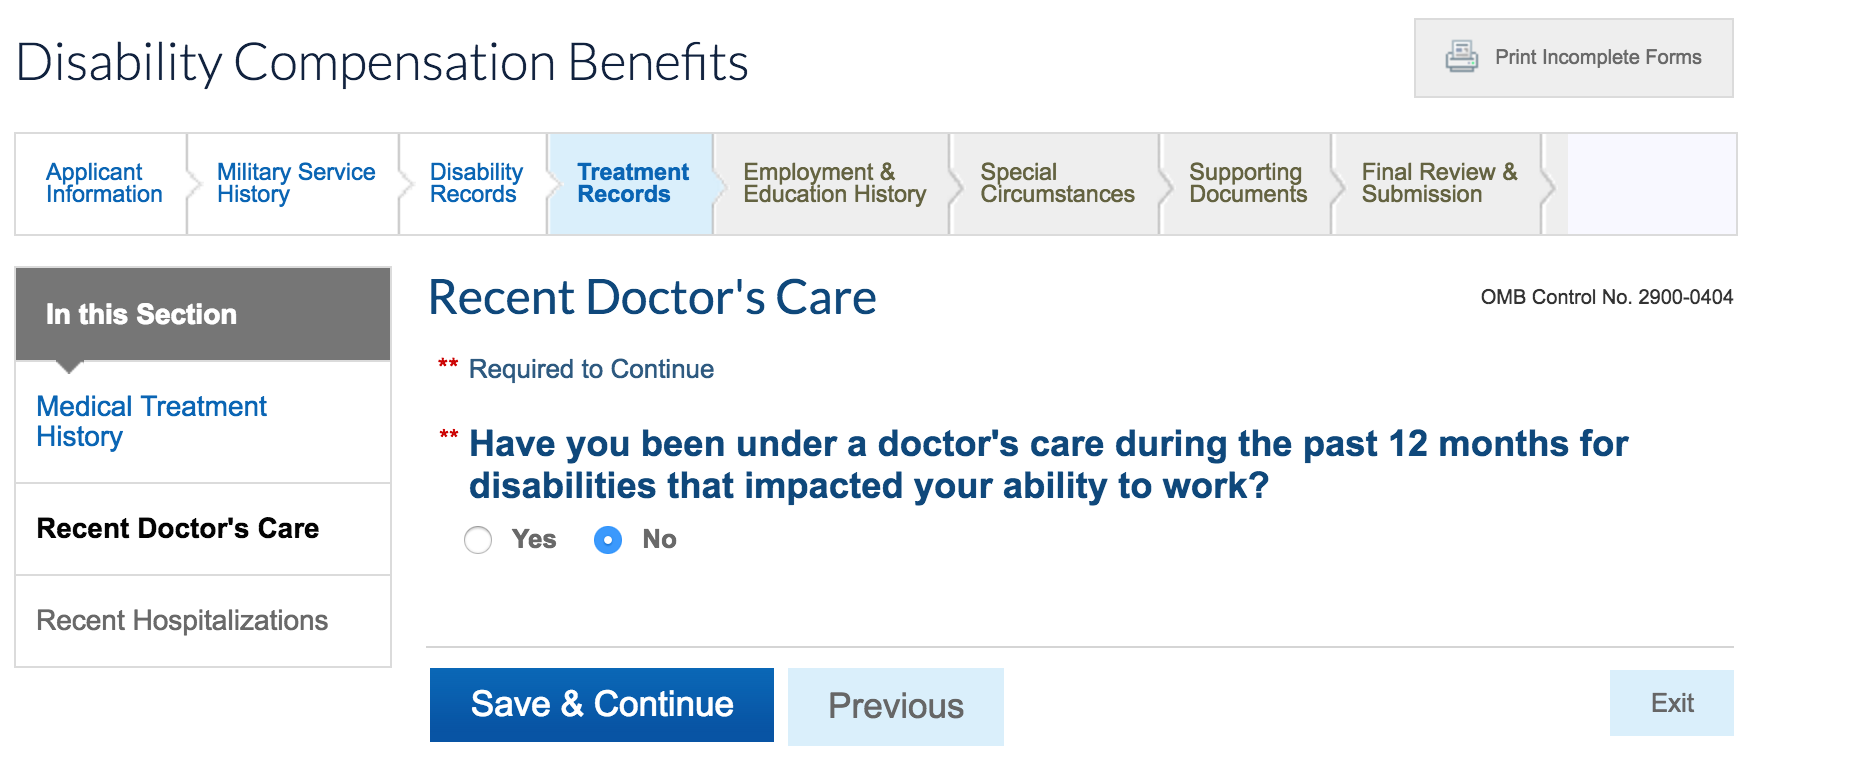 Disability Compensation Benefits
Print Incomplete Forms
Applicant
Information
Military Service
History
Disability
Records
Treatment
Records
Employment &
Education History
Special
Circumstances
Supporting
Documents
Final Review &
Submission
In this Section
Medical Treatment
History
Recent Doctor's Care
Recent Hospitalizations
Recent Doctor's Care
OMB Control No. 2900-0404
** Required to Continue
** Have you been under a doctor's care during the past 12 months for
disabilities that impacted your ability to work?
Yes No
Save & Continue
Previous
Exit